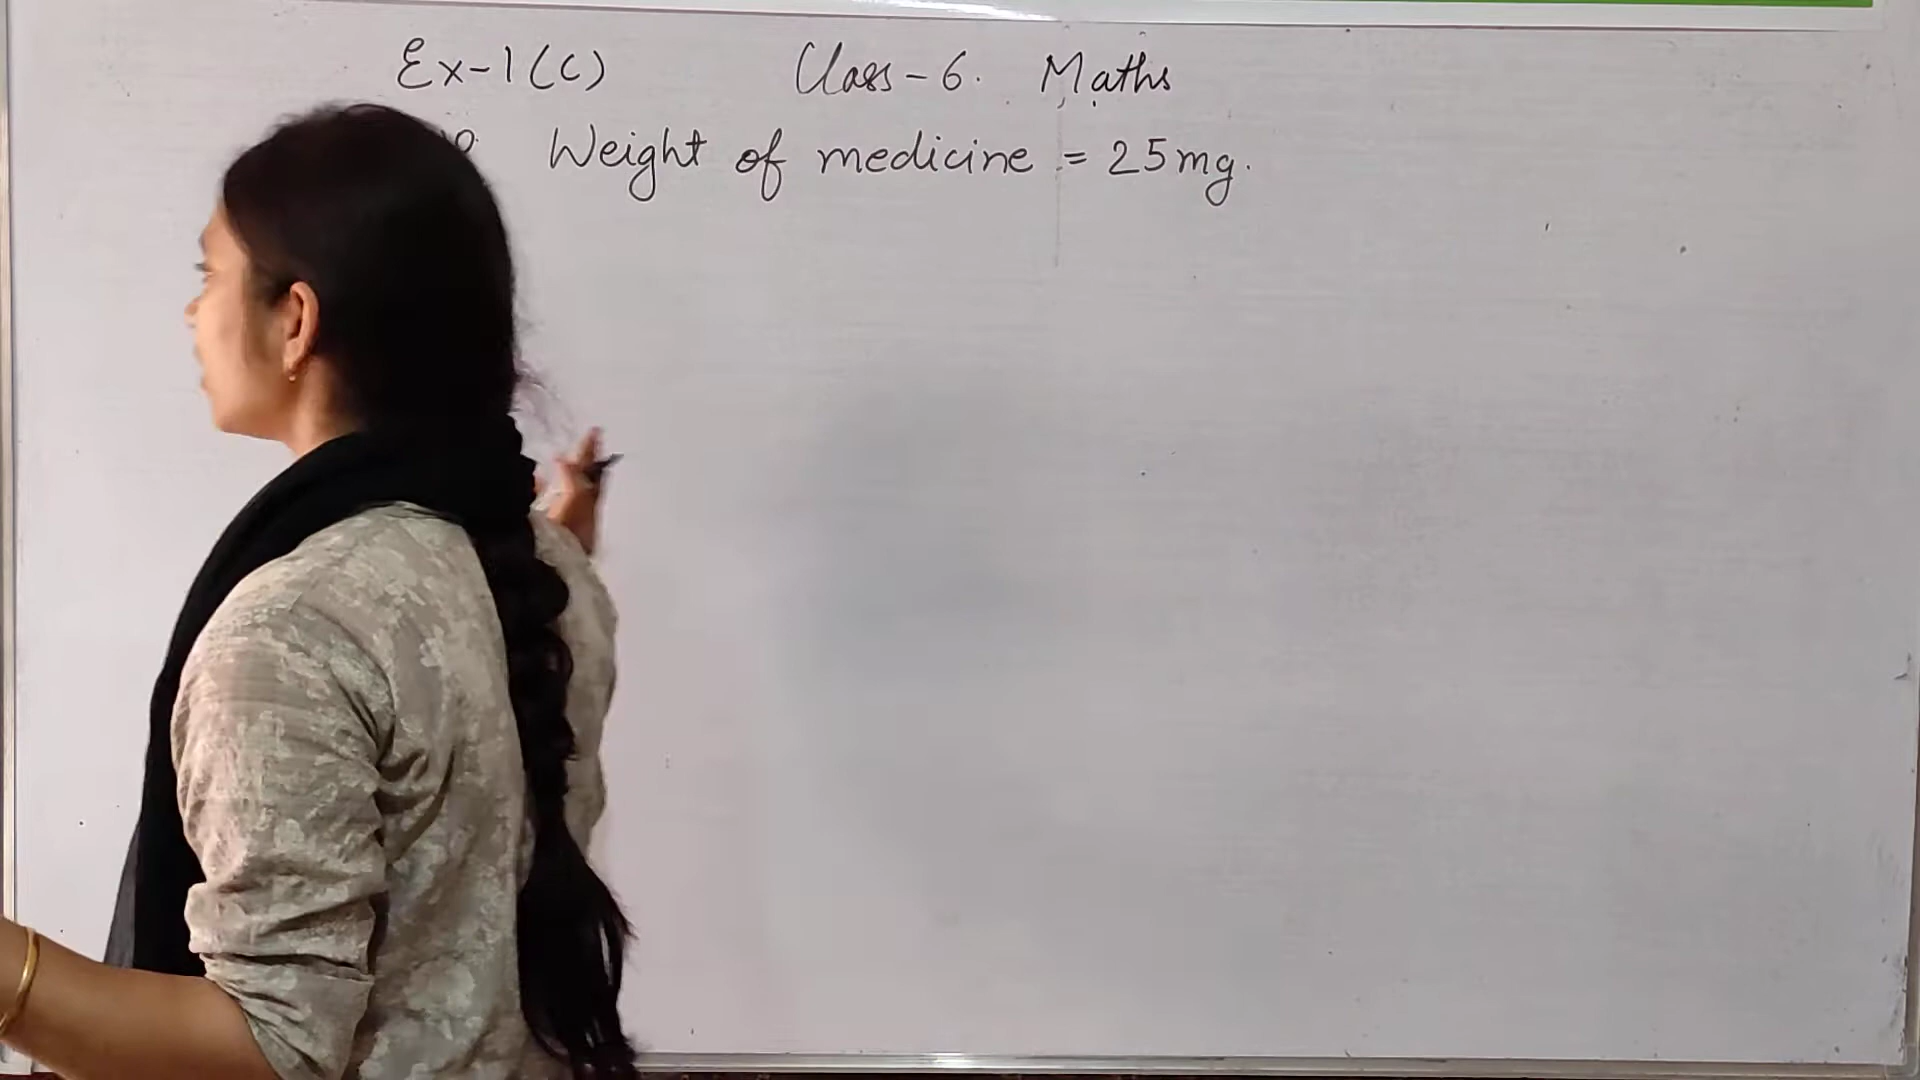 Ex-1(C) Class-6. Maths
Weight of medicine = 25mg.